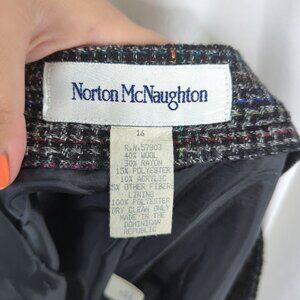 Norton McNaughton
16
R.N.57903
40% WOOL
30% RAYON
15% POLYESTER
10% ACRYLIC
5% OTHER FIBERS
LINING
100% POLYESTER
DRY CLEAN ONLY
MADE IN THE
DOMINICAN
REPUBLIC